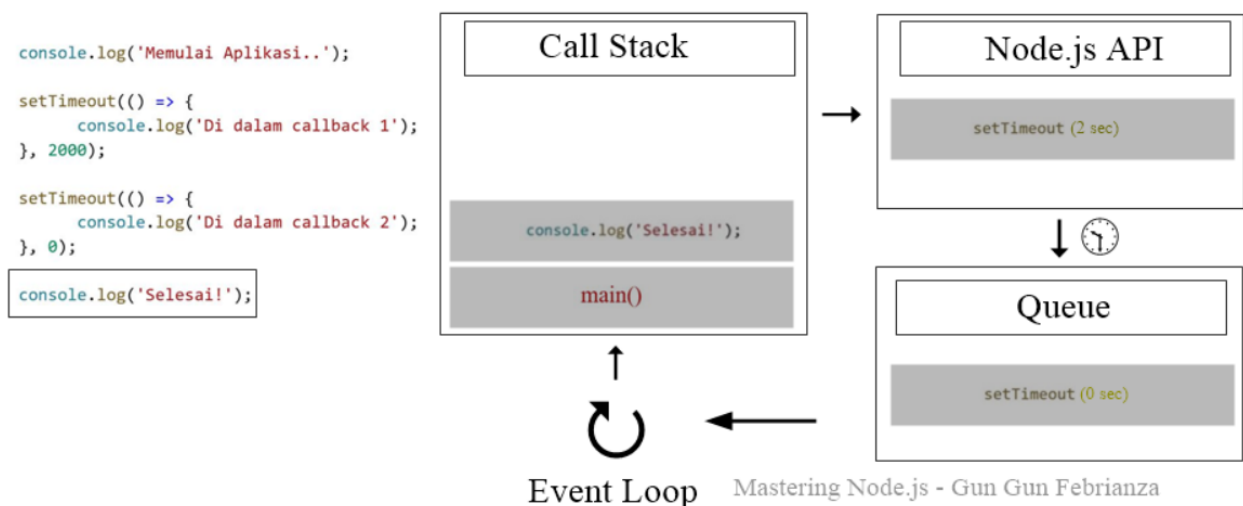 console.log('Memulai Aplikasi..');
setTimeout(() => {
console.log('Di dalam callback 1');
}, 2000);
setTimeout(() => {
console.log('Di dalam callback 2');
}, 0);
console.log('Selesai!');
Call Stack
console.log('Selesai!');
main()
Node.js API
setTimeout (2 sec)
Queue
setTimeout (0 sec)
Event Loop
Mastering Node.js - Gun Gun Febrianza